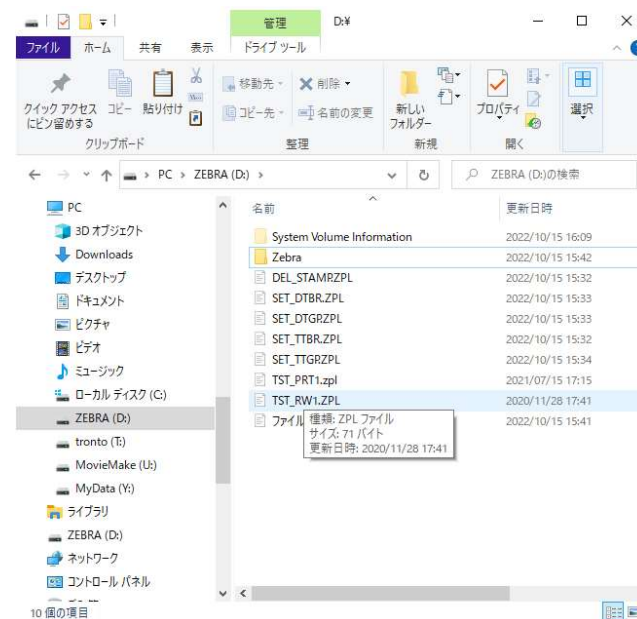 管理
D:¥
ファイル ホーム 共有 表示 ドライブ ツール
クイック アクセス
にピン留めする
コピー
貼り付け
クリップボード
移動先
コピー先
削除
名前の変更
整理
新しい
フォルダー
新規
プロパティ
開く
選択
PC > ZEBRA (D:) >
ZEBRA (D:)の検索
PC
3D オブジェクト
Downloads
デスクトップ
ドキュメント
ピクチャ
ビデオ
ミュージック
ローカル ディスク (C:)
ZEBRA (D:)
tronto (T:)
MovieMake (U:)
MyData (Y:)
ライブラリ
ZEBRA (D:)
ネットワーク
コントロール パネル
名前 更新日時
System Volume Information 2022/10/15 16:09
Zebra 2022/10/15 15:42
DEL_STAMP.ZPL 2022/10/15 15:32
SET_DTBR.ZPL 2022/10/15 15:33
SET_DTGP.ZPL 2022/10/15 15:33
SET_TTBR.ZPL 2022/10/15 15:32
SET_TTGP.ZPL 2022/10/15 15:34
TST_PRT1.zpl 2021/07/15 17:15
TST_RW1.ZPL 2020/11/28 17:41
ファイル 2022/10/15 15:41
種類: ZPL ファイル
サイズ: 71 バイト
更新日時: 2020/11/28 17:41
10 個の項目